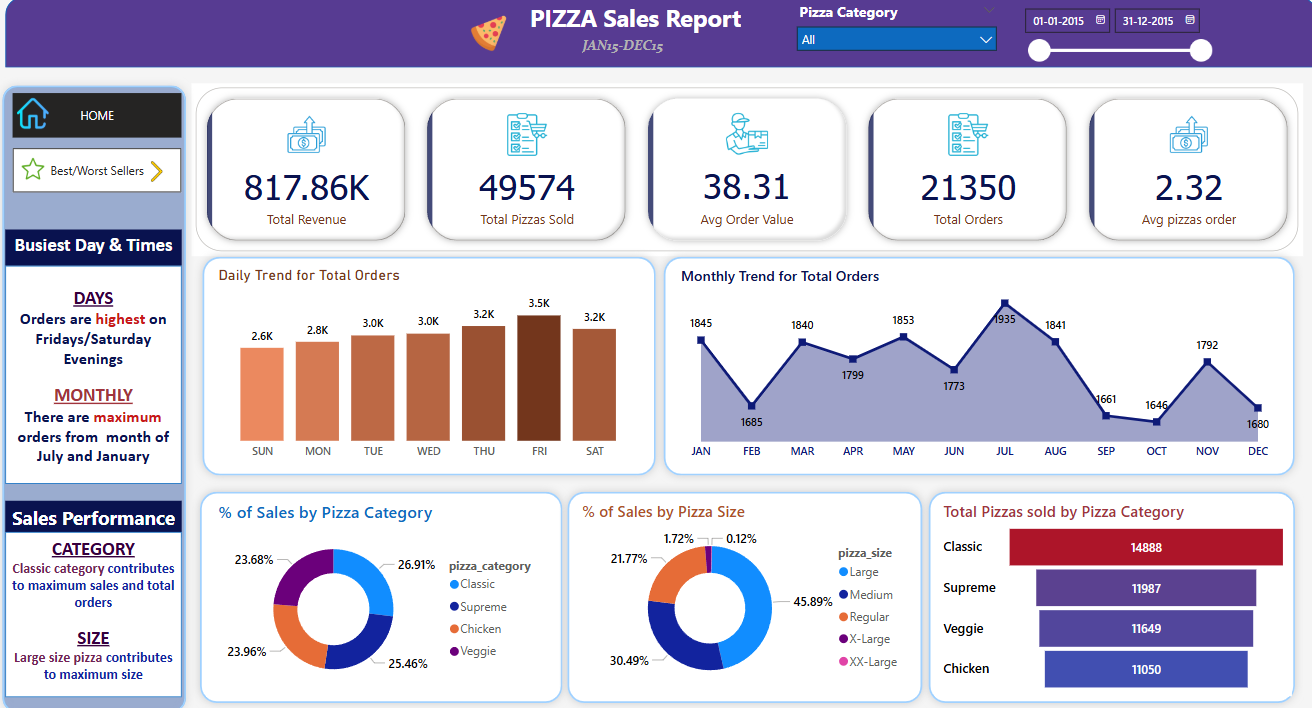 PIZZA Sales Report
JAN15-DEC15
Pizza Category
All
01-01-2015
31-12-2015
HOME
Best/Worst Sellers
Busiest Day & Times
DAYS
Orders are highest on
Fridays/Saturday
Evenings
MONTHLY
There are maximum
orders from month of
July and January
Sales Performance
CATEGORY
Classic category contributes
to maximum sales and total
orders
SIZE
Large size pizza contributes
to maximum size
817.86K
Total Revenue
49574
Total Pizzas Sold
38.31
Avg Order Value
21350
Total Orders
2.32
Avg pizzas order
Daily Trend for Total Orders
2.6K
2.8K
3.0K
3.0K
3.2K
3.5K
3.2K
SUN
MON
TUE
WED
THU
FRI
SAT
Monthly Trend for Total Orders
1845
1685
1840
1799
1853
1773
1935
1841
1661
1646
1792
1680
JAN
FEB
MAR
APR
MAY
JUN
JUL
AUG
SEP
OCT
NOV
DEC
% of Sales by Pizza Category
23.68%
26.91%
23.96%
25.46%
pizza_category
Classic
Supreme
Chicken
Veggie
% of Sales by Pizza Size
1.72%
0.12%
21.77%
45.89%
30.49%
pizza_size
Large
Medium
Regular
X-Large
XX-Large
Total Pizzas sold by Pizza Category
Classic
14888
Supreme
11987
Veggie
11649
Chicken
11050